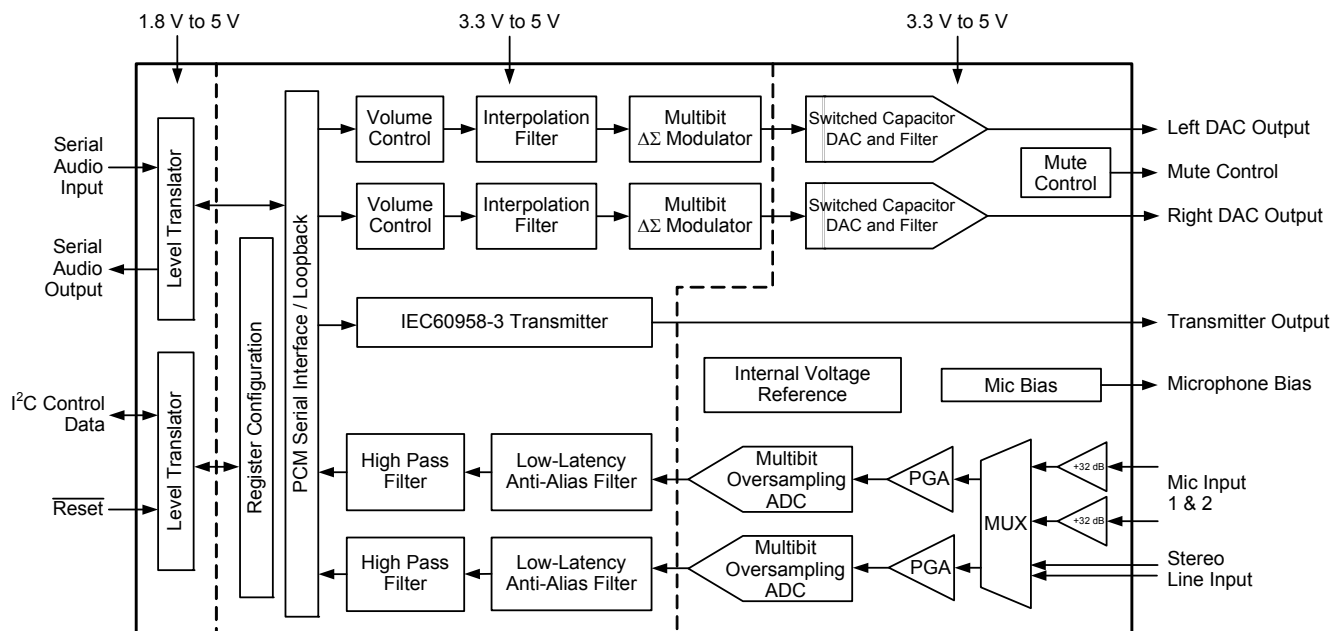 1.8 V to 5 V
3.3 V to 5 V
3.3 V to 5 V
Serial
Audio
Input
Serial
Audio
Output
I²C Control
Data
Reset
Level Translator
Level Translator
Register Configuration
PCM Serial Interface / Loopback
Volume
Control
Interpolation
Filter
Multibit
ΔΣ Modulator
Switched Capacitor
DAC and Filter
Left DAC Output
Mute
Control
Mute Control
Volume
Control
Interpolation
Filter
Multibit
ΔΣ Modulator
Switched Capacitor
DAC and Filter
Right DAC Output
IEC60958-3 Transmitter
Transmitter Output
Internal Voltage
Reference
Mic Bias
Microphone Bias
High Pass
Filter
Low-Latency
Anti-Alias Filter
Multibit
Oversampling
ADC
PGA
MUX
+32 dB
+32 dB
Mic Input
1 & 2
High Pass
Filter
Low-Latency
Anti-Alias Filter
Multibit
Oversampling
ADC
PGA
Stereo
Line Input